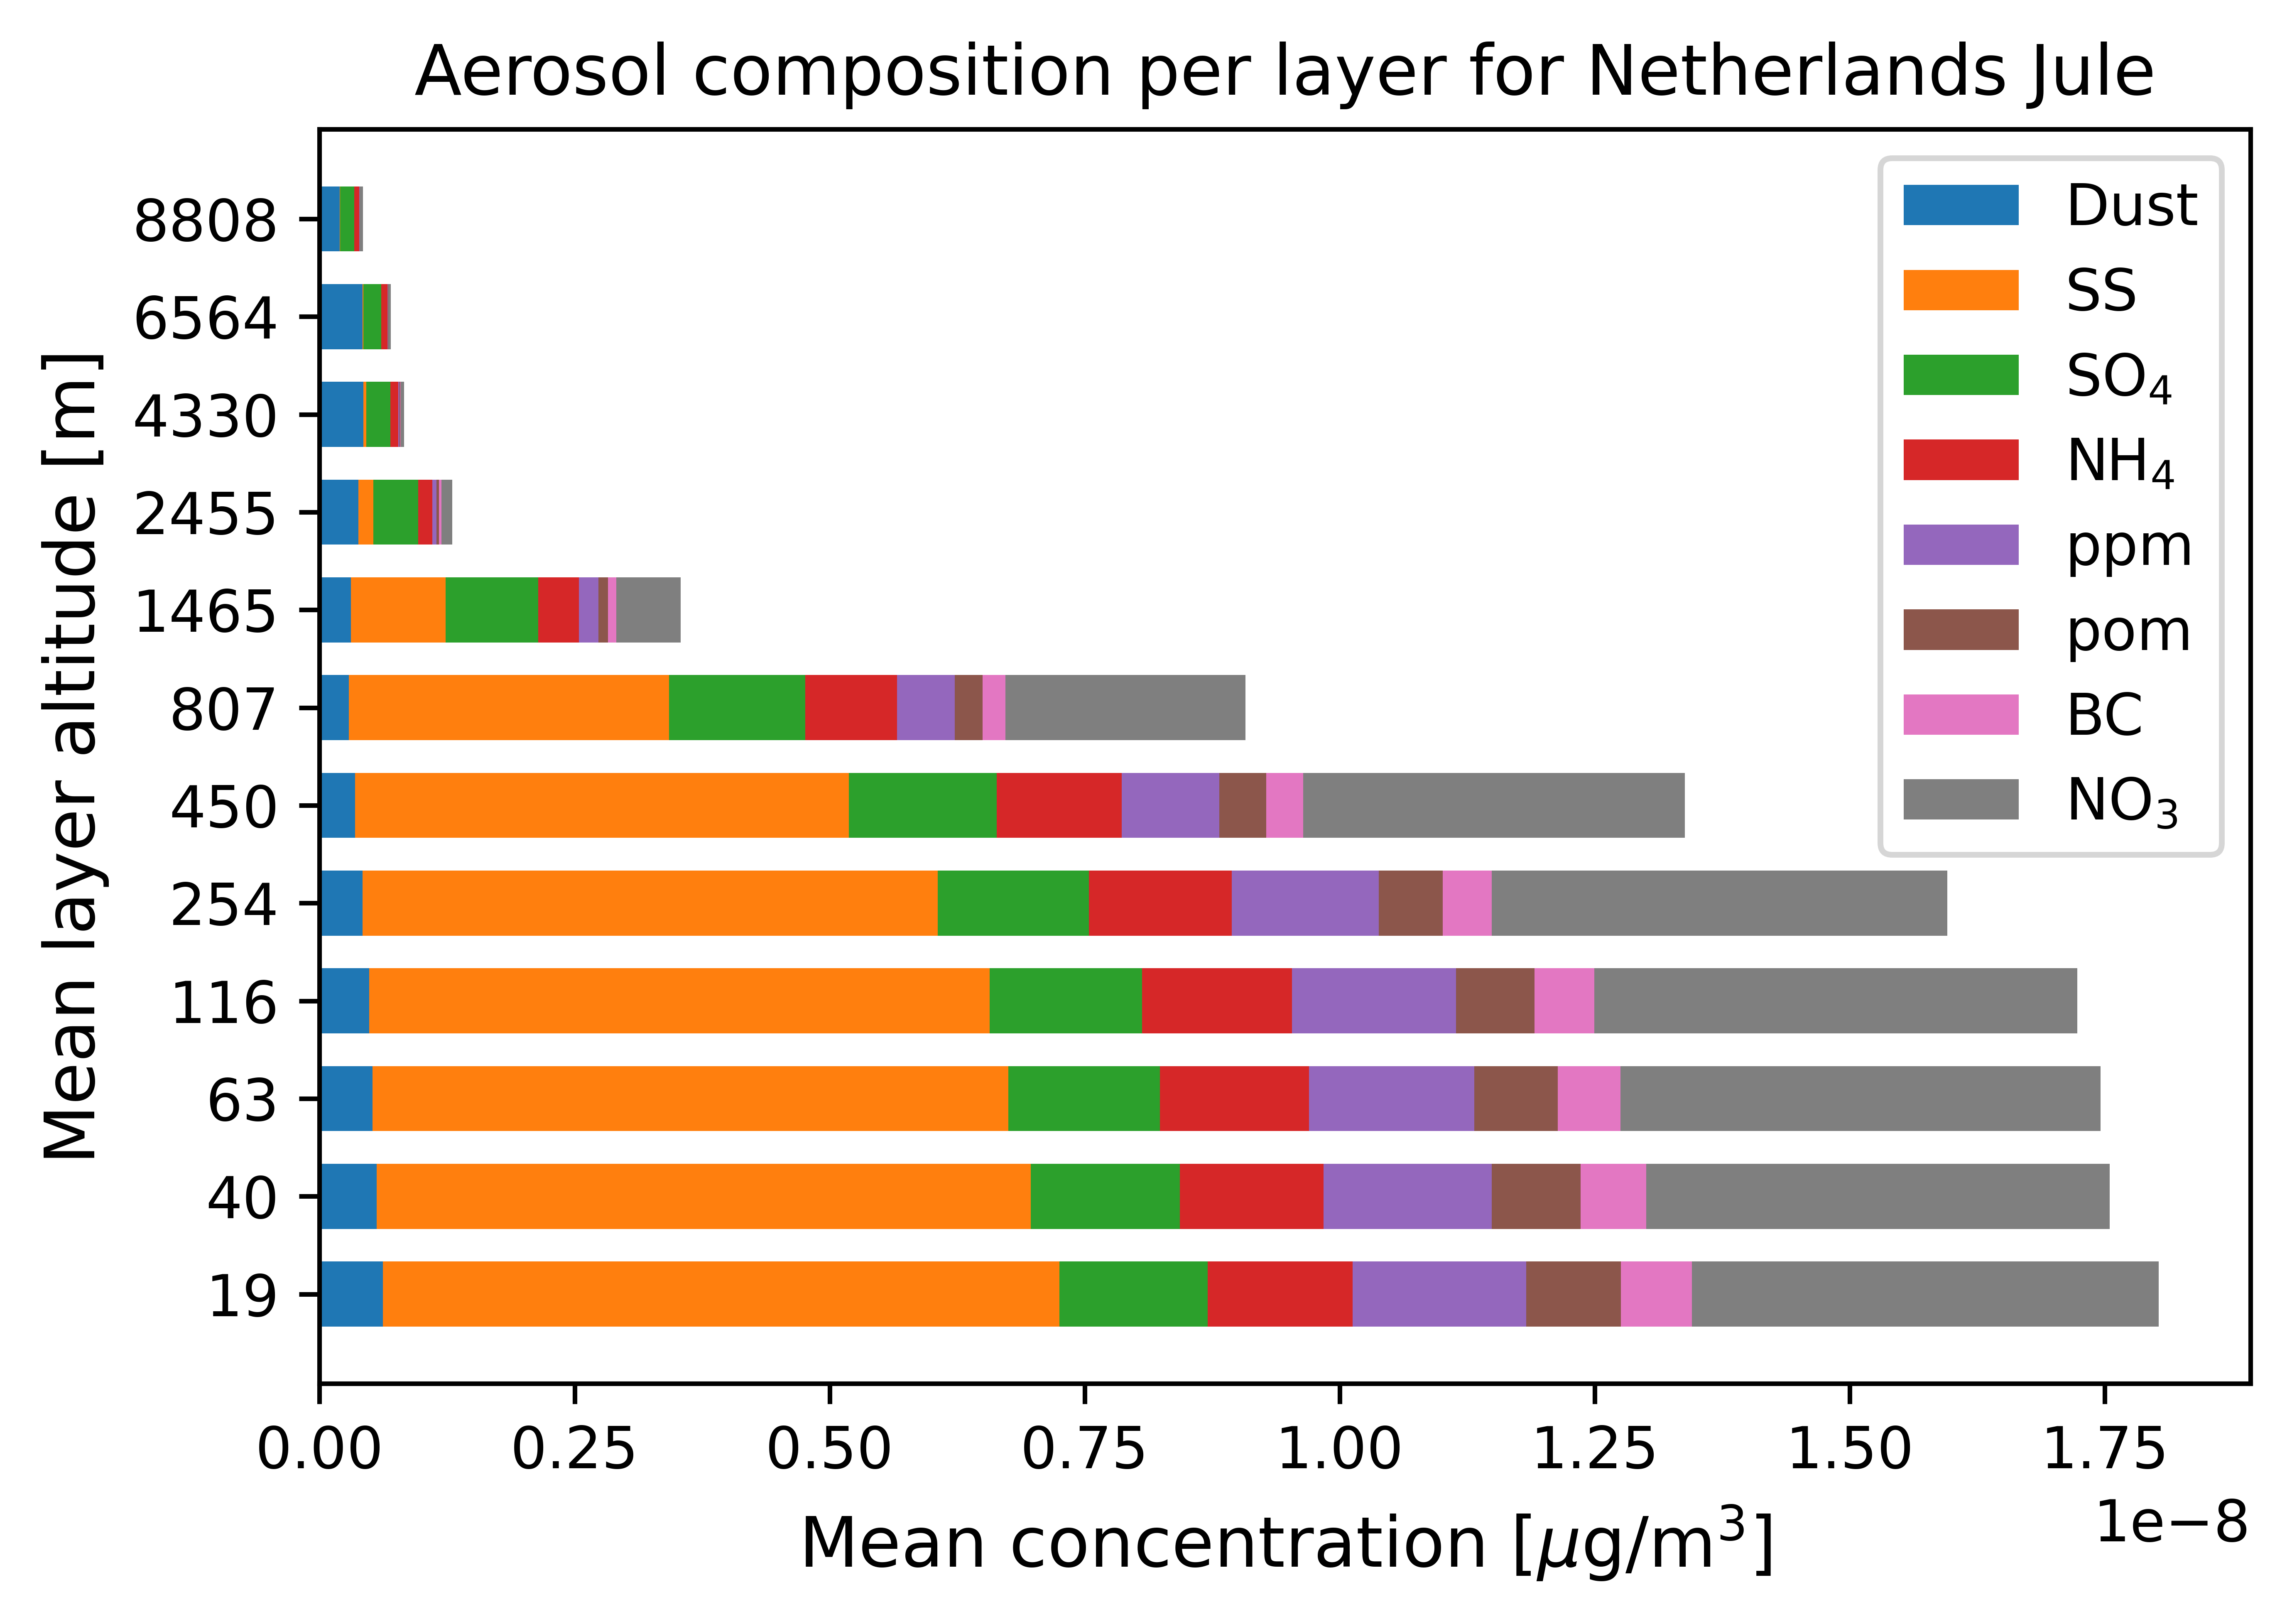 Aerosol composition per layer for Netherlands Jule
Mean layer altitude [m]
8808
6564
4330
2455
1465
807
450
254
116
63
40
19
Dust
SS
SO₄
NH₄
ppm
pom
BC
NO₃
0.00 0.25 0.50 0.75 1.00 1.25 1.50 1.75
1e−8
Mean concentration [μg/m³]